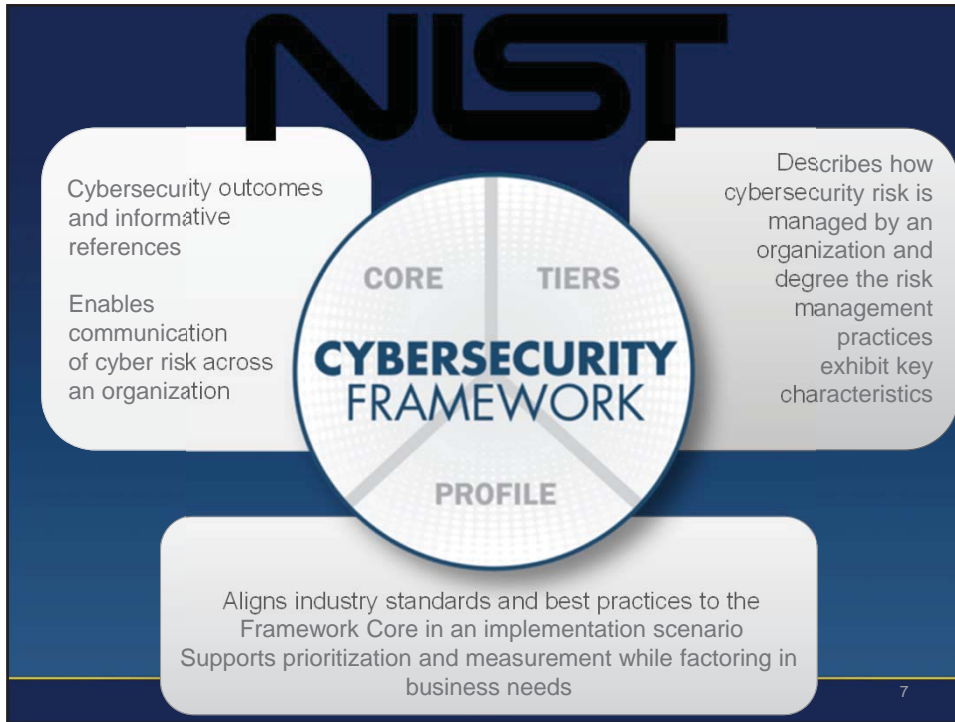 NIST
Cybersecurity outcomes
and informative
references
Enables
communication
of cyber risk across
an organization
Describes how
cybersecurity risk is
managed by an
organization and
degree the risk
management
practices
exhibit key
characteristics
CORE
TIERS
CYBERSECURITY
FRAMEWORK
PROFILE
Aligns industry standards and best practices to the
Framework Core in an implementation scenario
Supports prioritization and measurement while factoring in
business needs
7